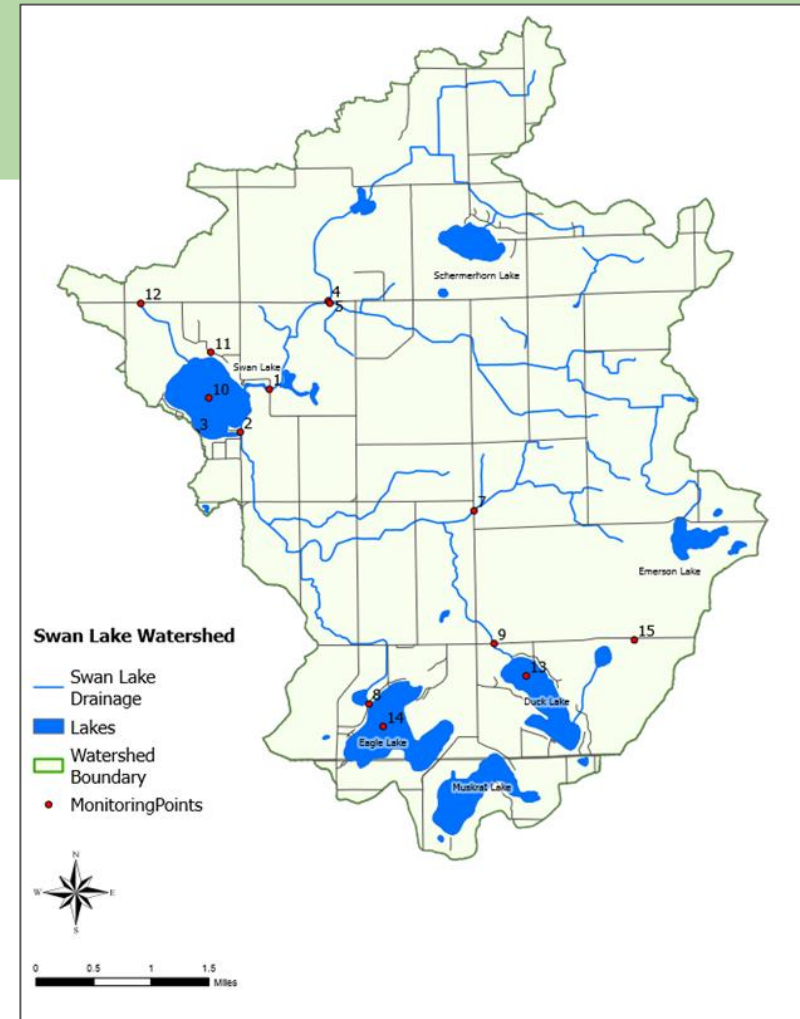 Schermerhorn Lake
4
5
12
11
Swan Lake
10
1
3
2
7
Emerson Lake
9
15
13
Duck Lake
8
14
Eagle Lake
Muskrat Lake
Swan Lake Watershed
Swan Lake
Drainage
Lakes
Watershed
Boundary
MonitoringPoints
N
W E
S
0 0.5 1 1.5
Miles